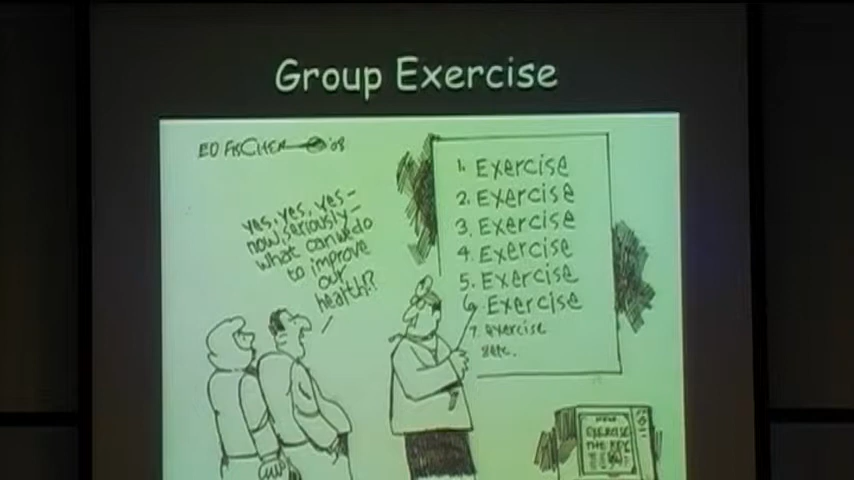 Group Exercise
ED FISCHER '08
yes, yes, yes-
now, seriously-
what can we do
to improve
our
health!?
1. Exercise
2. Exercise
3. Exercise
4. Exercise
5. Exercise
6. Exercise
7. exercise
8 etc.
EXERCISE
THE KEY